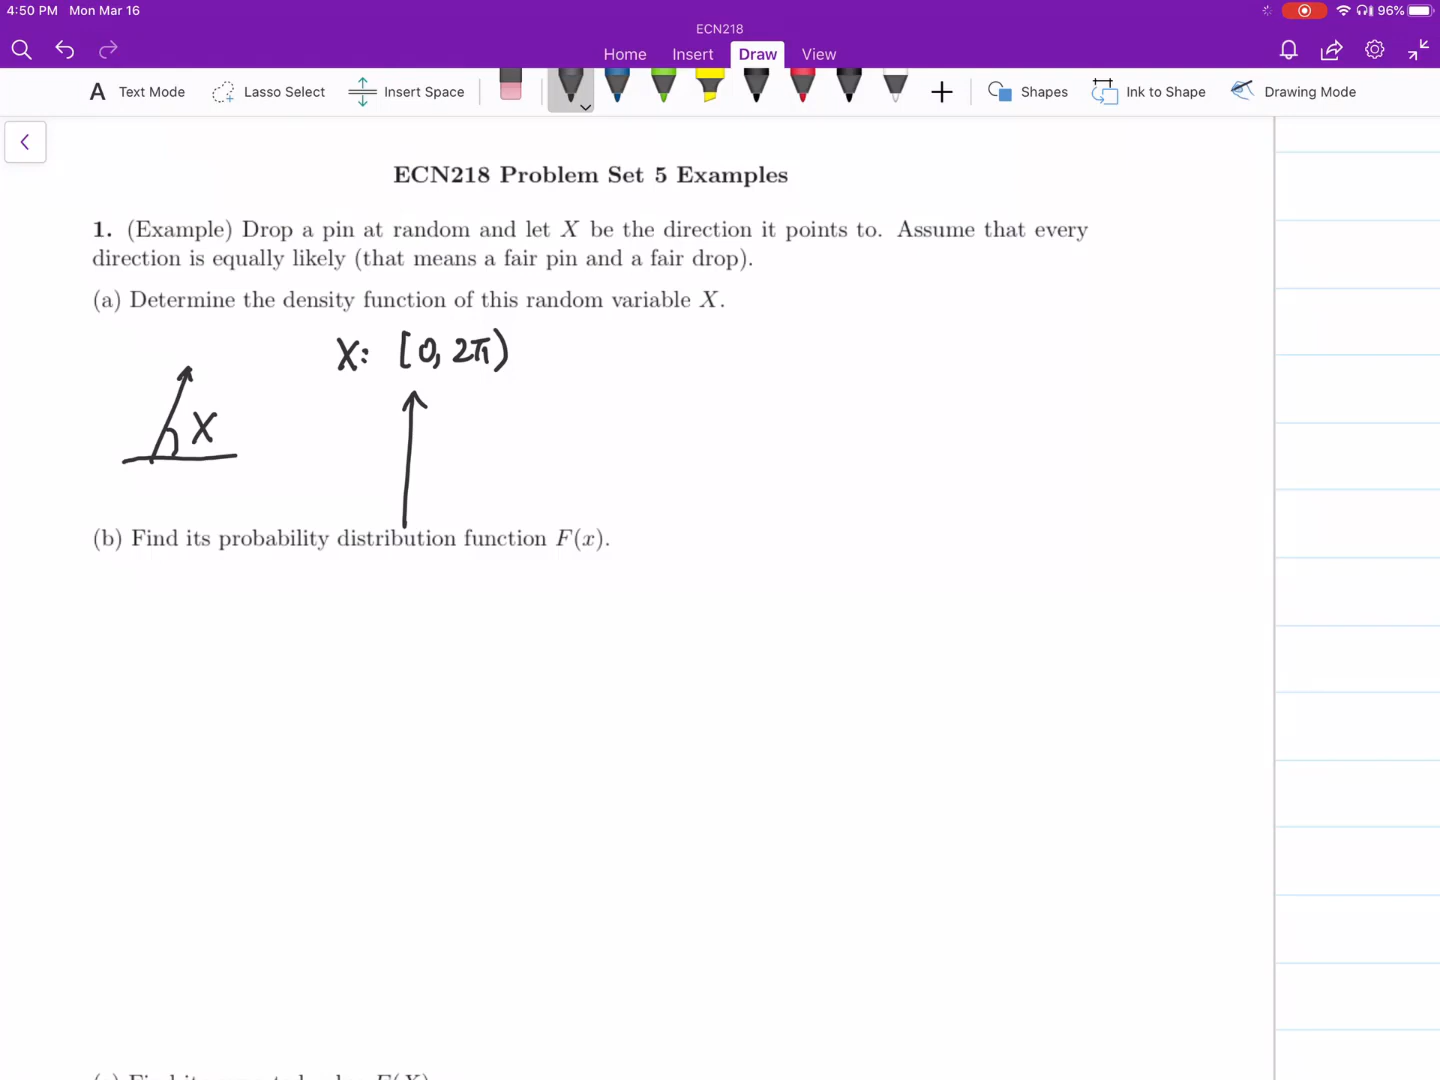 4:50 PM Mon Mar 16
96%
ECN218
Home Insert Draw View
A Text Mode Lasso Select Insert Space Shapes Ink to Shape Drawing Mode
ECN218 Problem Set 5 Examples
1. (Example) Drop a pin at random and let X be the direction it points to. Assume that every
direction is equally likely (that means a fair pin and a fair drop).
(a) Determine the density function of this random variable X.
X: [0, 2π)
X
(b) Find its probability distribution function F(x).